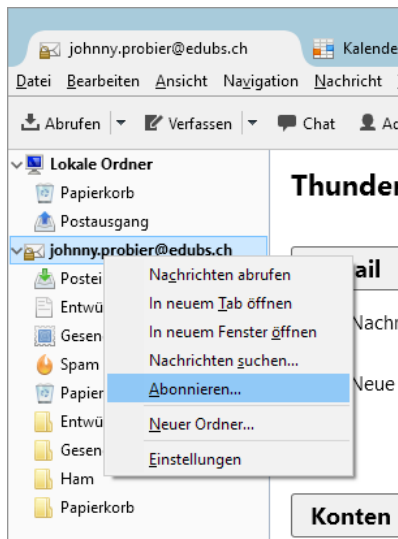 johnny.probier@edubs.ch
Kalende
Datei Bearbeiten Ansicht Navigation Nachricht
Abrufen Verfassen Chat Ad
Lokale Ordner
Papierkorb
Postausgang
johnny.probier@edubs.ch
Postei
Entwü
Gesen
Spam
Papier
Entwü
Gesen
Ham
Papierkorb
Nachrichten abrufen
In neuem Tab öffnen
In neuem Fenster öffnen
Nachrichten suchen...
Abonnieren...
Neuer Ordner...
Einstellungen
Thunder
ail
Nachr
Neue
Konten